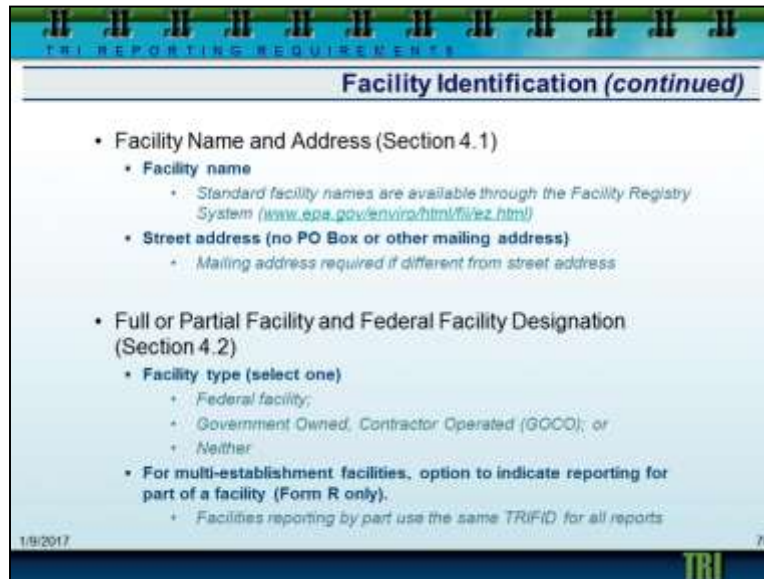 TRI REPORTING REQUIREMENTS
Facility Identification (continued)
• Facility Name and Address (Section 4.1)
• Facility name
• Standard facility names are available through the Facility Registry
System (www.epa.gov/enviro/html/fii/ez.html)
• Street address (no PO Box or other mailing address)
• Mailing address required if different from street address
• Full or Partial Facility and Federal Facility Designation
(Section 4.2)
• Facility type (select one)
• Federal facility;
• Government Owned, Contractor Operated (GOCO); or
• Neither
• For multi-establishment facilities, option to indicate reporting for
part of a facility (Form R only).
• Facilities reporting by part use the same TRIFID for all reports
1/9/2017
TRI